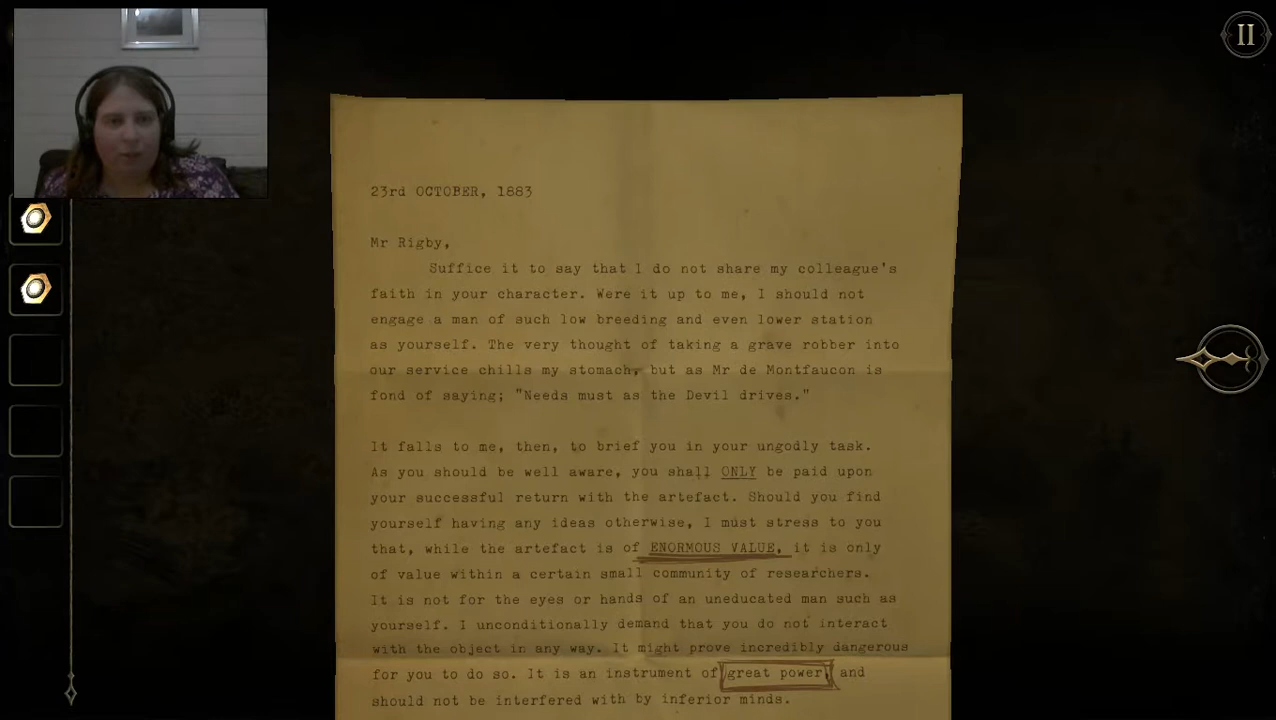 23rd OCTOBER, 1883
Mr Rigby,
Suffice it to say that I do not share my colleague's
faith in your character. Were it up to me, I should not
engage a man of such low breeding and even lower station
as yourself. The very thought of taking a grave robber into
our service chills my stomach, but as Mr de Montfaucon is
fond of saying; "Needs must as the Devil drives."
It falls to me, then, to brief you in your ungodly task.
As you should be well aware, you shall ONLY be paid upon
your successful return with the artefact. Should you find
yourself having any ideas otherwise, I must stress to you
that, while the artefact is of ENORMOUS VALUE, it is only
of value within a certain small community of researchers.
It is not for the eyes or hands of an uneducated man such as
yourself. I unconditionally demand that you do not interact
with the object in any way. It might prove incredibly dangerous
for you to do so. It is an instrument of great power, and
should not be interfered with by inferior minds.